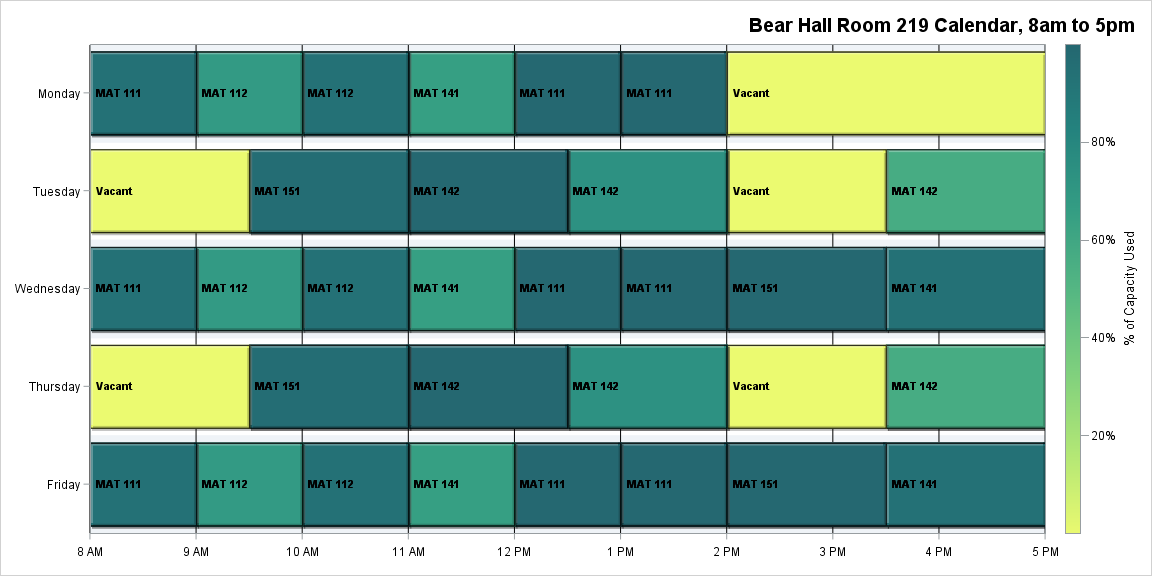 Bear Hall Room 219 Calendar, 8am to 5pm
Monday
MAT 111
MAT 112
MAT 112
MAT 141
MAT 111
MAT 111
Vacant
Tuesday
Vacant
MAT 151
MAT 142
MAT 142
Vacant
MAT 142
Wednesday
MAT 111
MAT 112
MAT 112
MAT 141
MAT 111
MAT 111
MAT 151
MAT 141
Thursday
Vacant
MAT 151
MAT 142
MAT 142
Vacant
MAT 142
Friday
MAT 111
MAT 112
MAT 112
MAT 141
MAT 111
MAT 111
MAT 151
MAT 141
8 AM
9 AM
10 AM
11 AM
12 PM
1 PM
2 PM
3 PM
4 PM
5 PM
80%
60%
40%
20%
% of Capacity Used